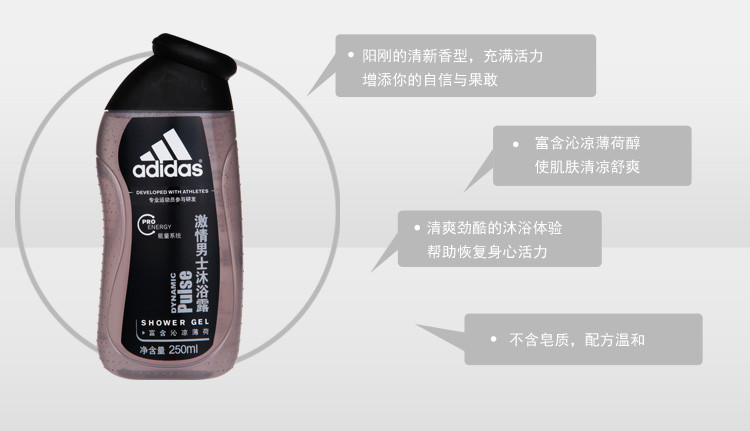 adidas
DEVELOPED WITH ATHLETES
专业运动员参与研发
PRO
ENERGY
能量系统
激情男士沐浴露
DYNAMIC
Pulse
SHOWER GEL
富含沁凉薄荷
净含量 250ml
• 阳刚的清新香型，充满活力
增添你的自信与果敢
• 富含沁凉薄荷醇
使肌肤清凉舒爽
• 清爽劲酷的沐浴体验
帮助恢复身心活力
• 不含皂质，配方温和